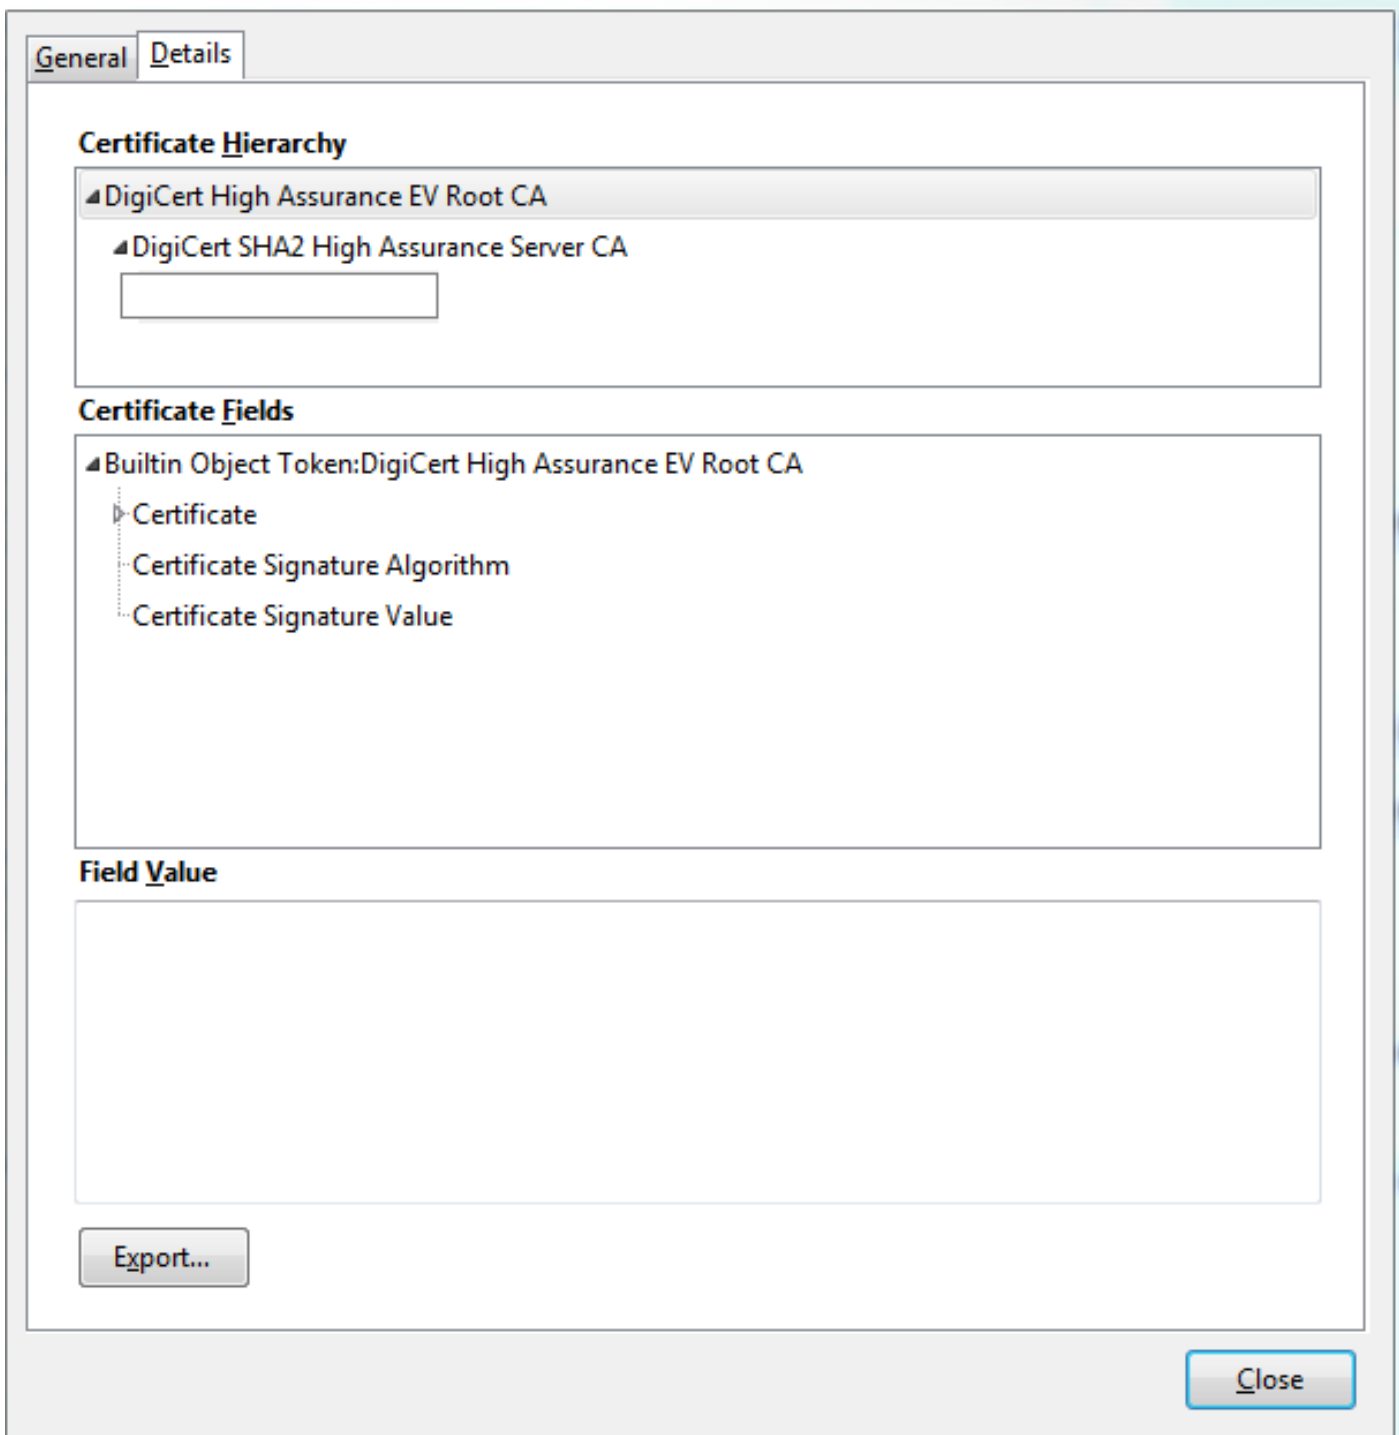 General
Details
Certificate Hierarchy
DigiCert High Assurance EV Root CA
DigiCert SHA2 High Assurance Server CA
Certificate Fields
Builtin Object Token:DigiCert High Assurance EV Root CA
Certificate
Certificate Signature Algorithm
Certificate Signature Value
Field Value
Export...
Close